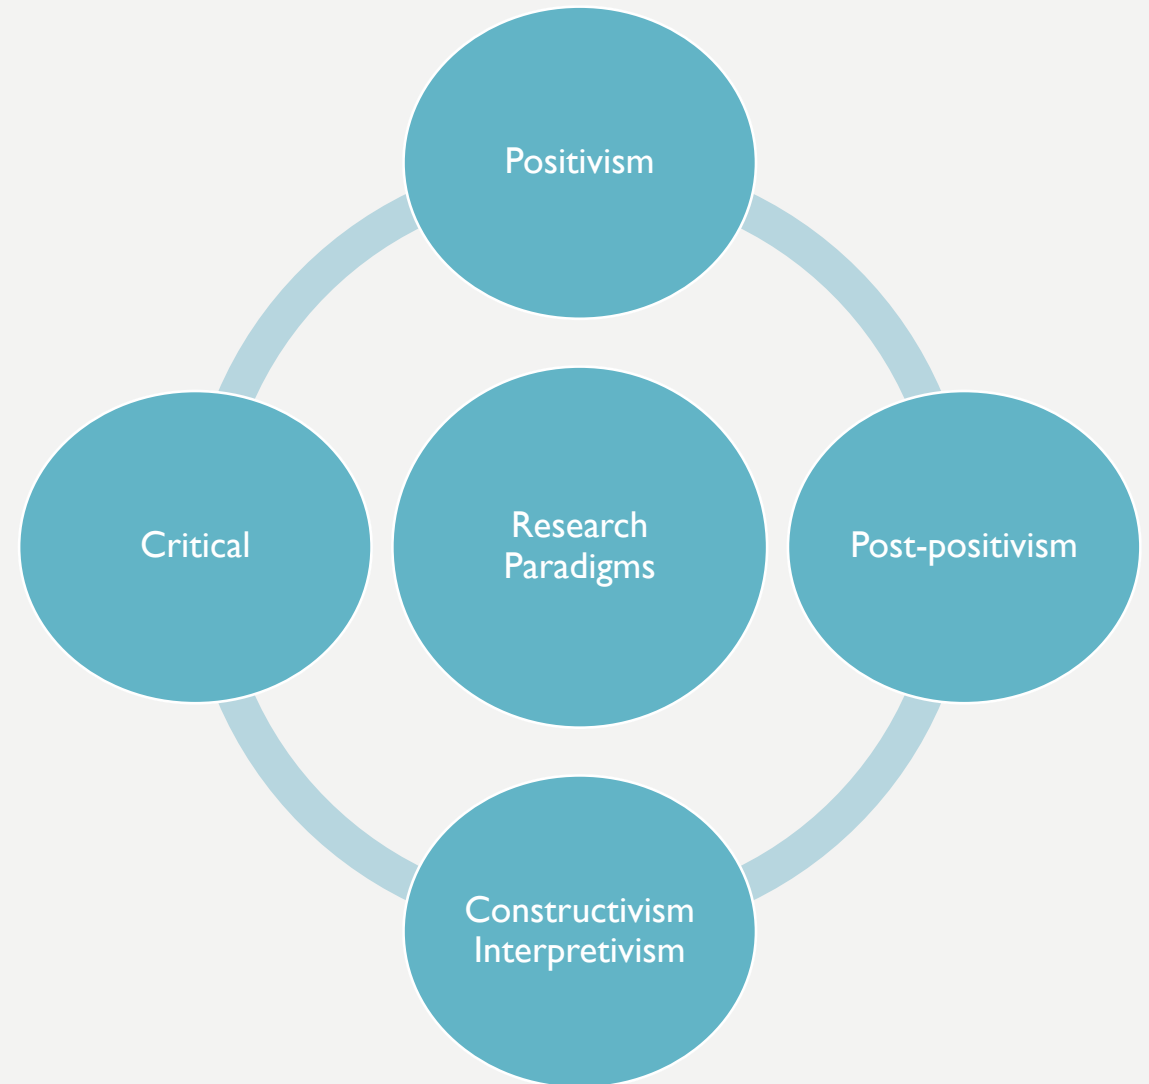 Positivism
Critical
Research
Paradigms
Post-positivism
Constructivism
Interpretivism